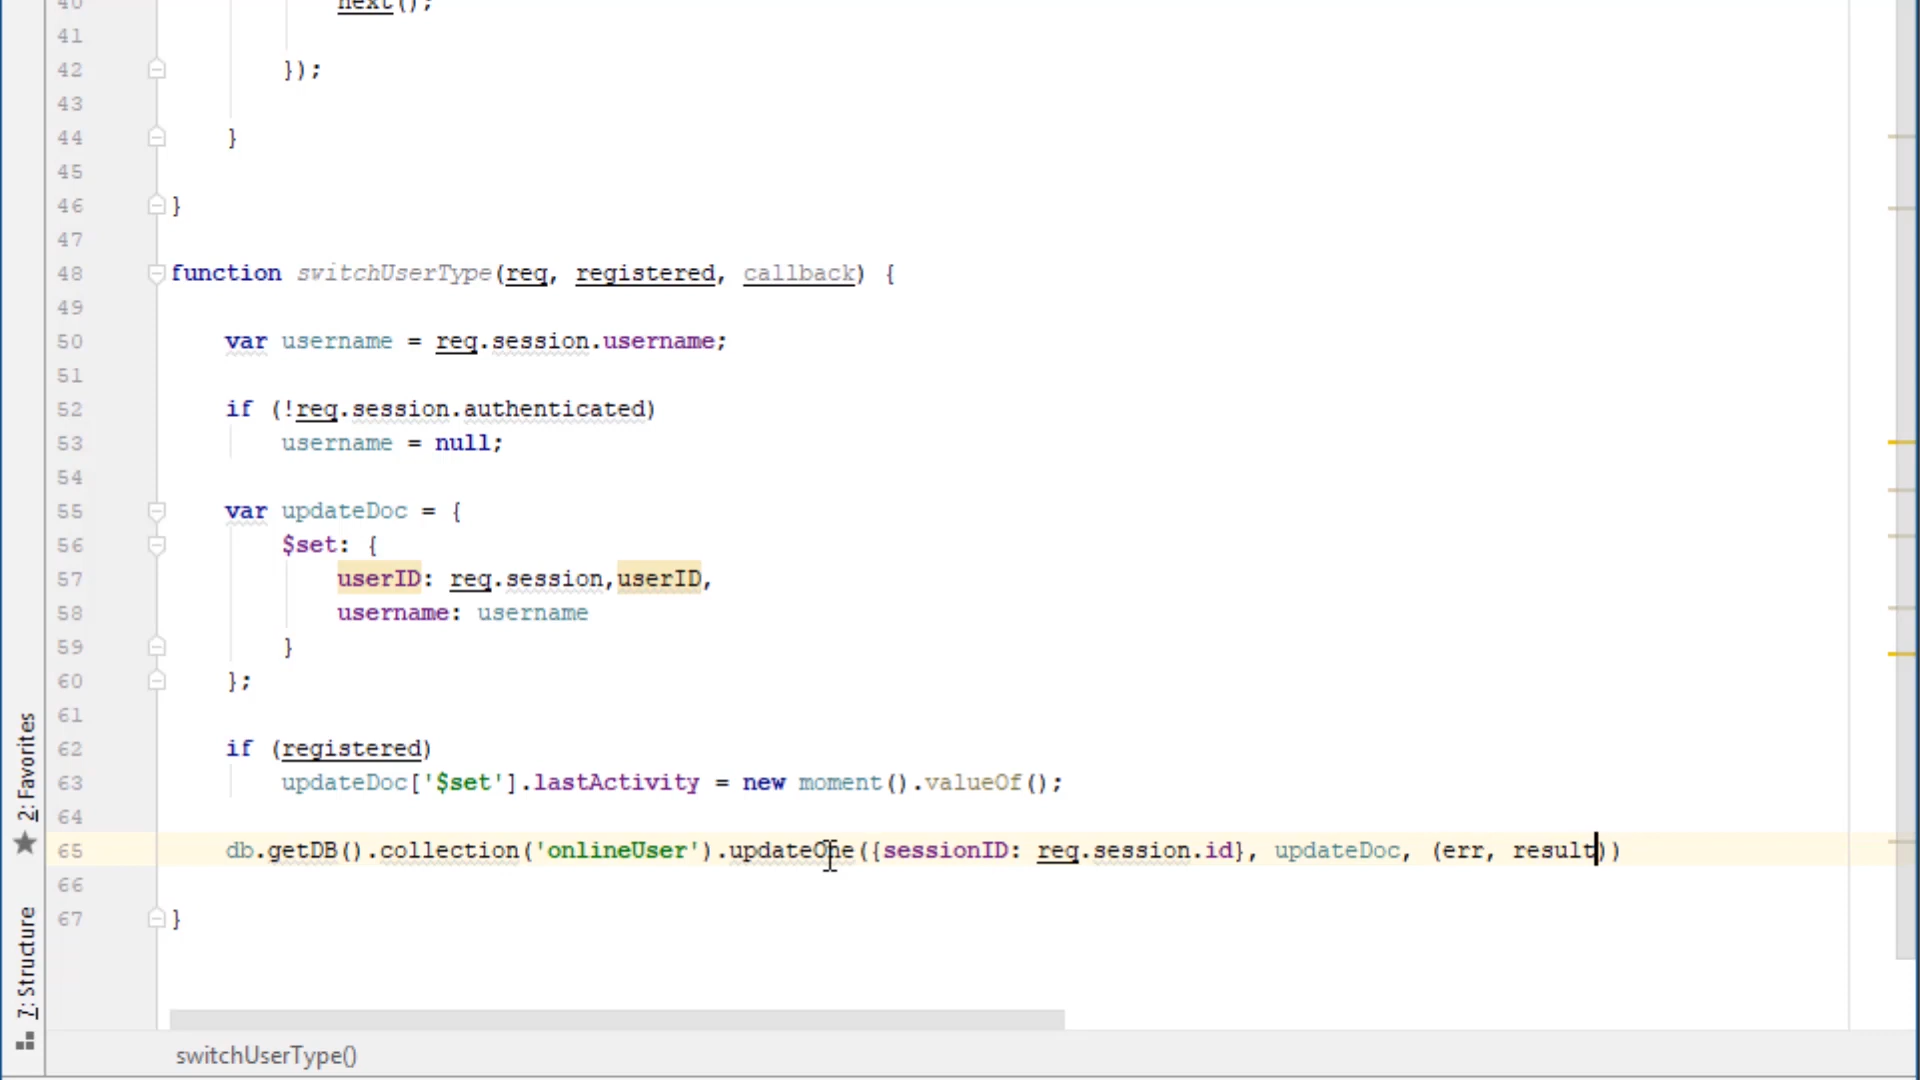 40 next();
41
42 });
43
44 }
45
46 }
47
48 function switchUserType(req, registered, callback) {
49
50 var username = req.session.username;
51
52 if (!req.session.authenticated)
53 username = null;
54
55 var updateDoc = {
56 $set: {
57 userID: req.session,userID,
58 username: username
59 }
60 };
61
62 if (registered)
63 updateDoc['$set'].lastActivity = new moment().valueOf();
64
65 db.getDB().collection('onlineUser').updateOne({sessionID: req.session.id}, updateDoc, (err, result))
66
67 }
2: Favorites
7: Structure
switchUserType()